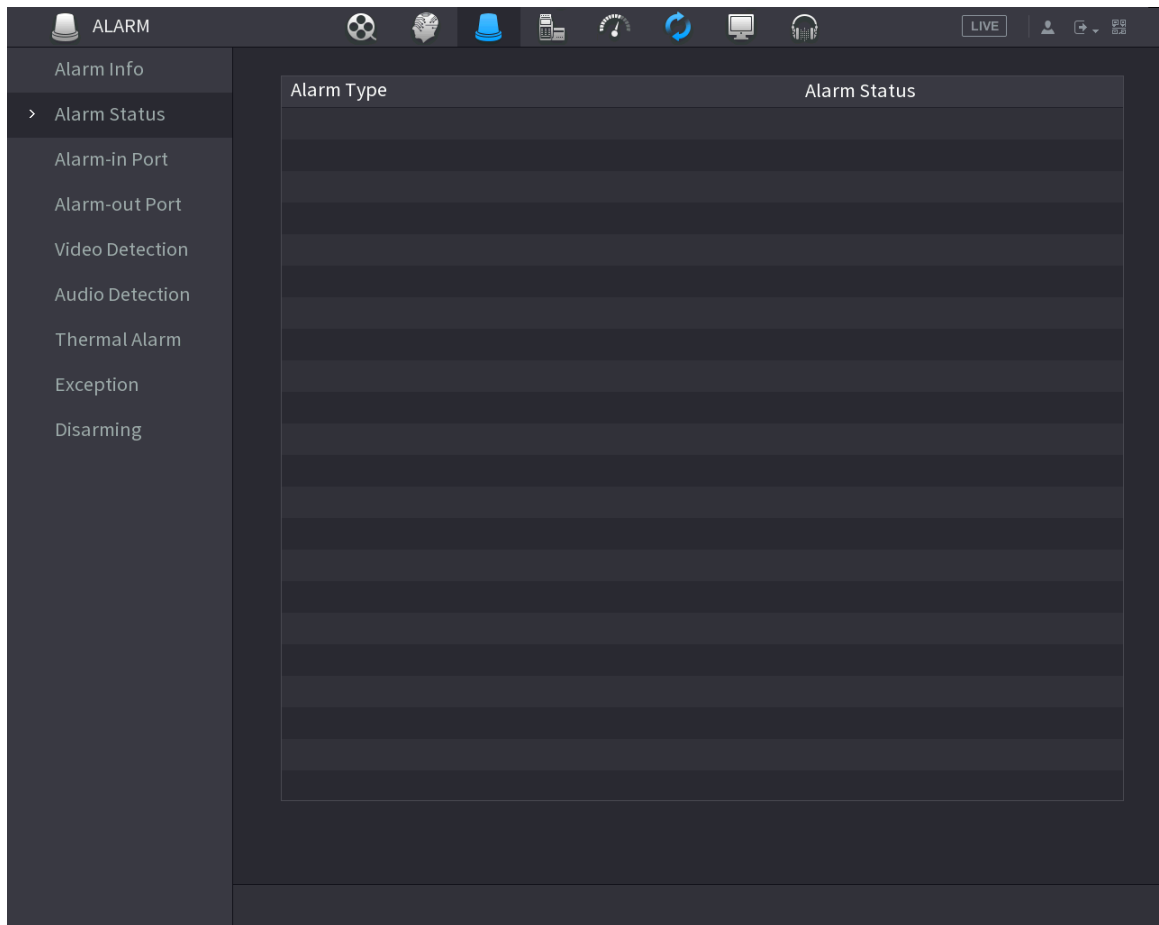 ALARM
LIVE
Alarm Info
Alarm Status
Alarm-in Port
Alarm-out Port
Video Detection
Audio Detection
Thermal Alarm
Exception
Disarming
Alarm Type Alarm Status